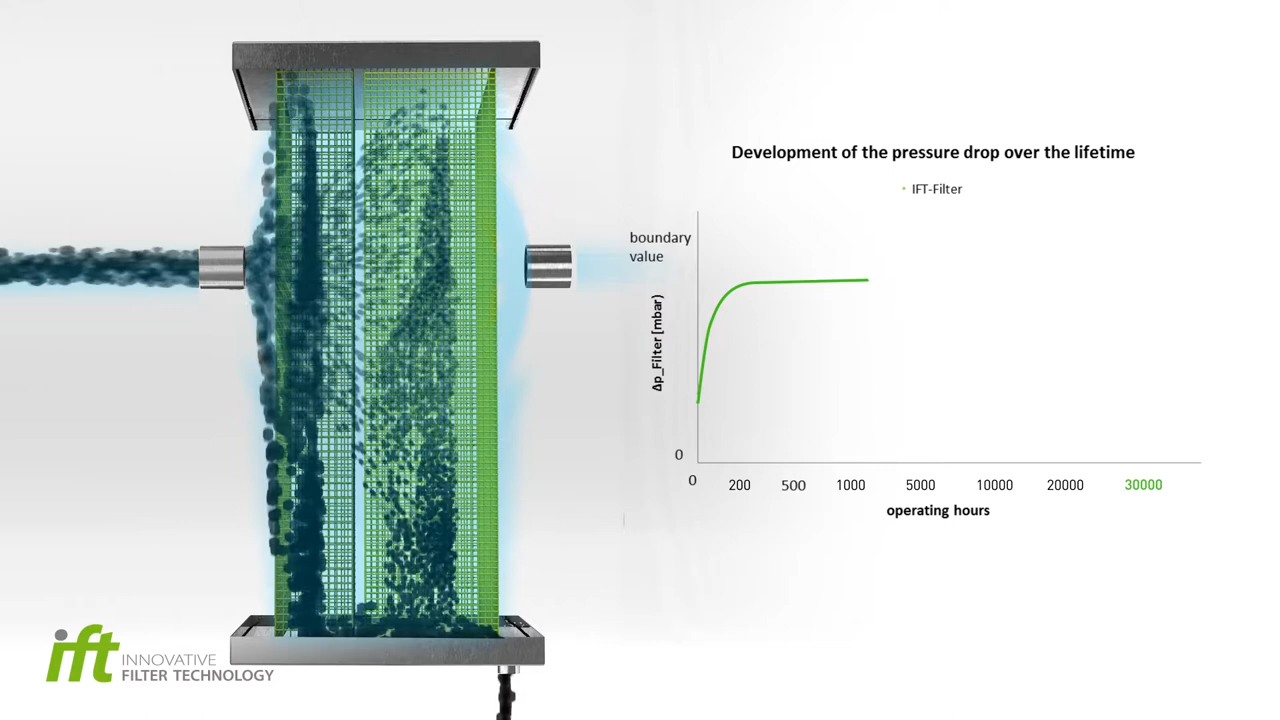 Development of the pressure drop over the lifetime
IFT-Filter
boundary
value
Δp_Filter [mbar]
0
0 200 500 1000 5000 10000 20000 30000
operating hours
ift INNOVATIVE
FILTER TECHNOLOGY